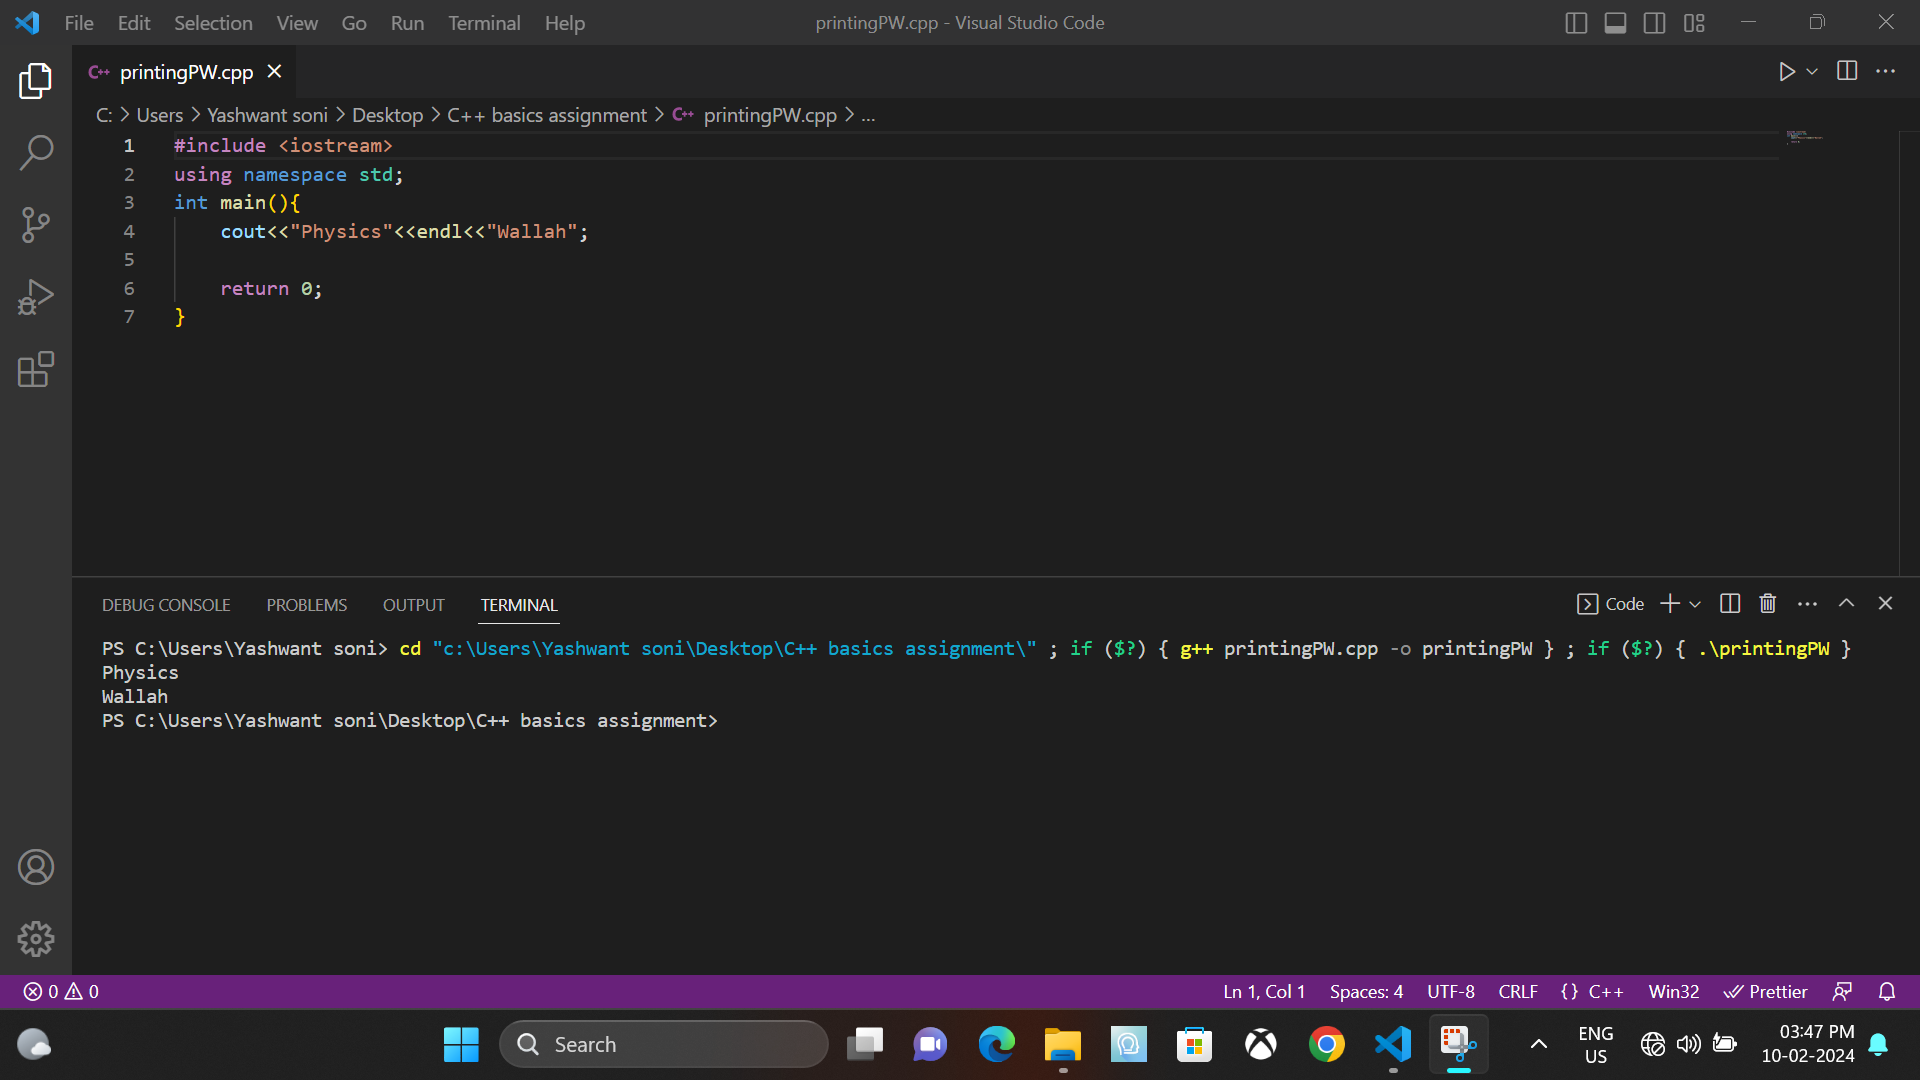 File Edit Selection View Go Run Terminal Help printingPW.cpp - Visual Studio Code
C++ printingPW.cpp
C: > Users > Yashwant soni > Desktop > C++ basics assignment > C++ printingPW.cpp > ...
1 #include <iostream>
2 using namespace std;
3 int main(){
4 cout<<"Physics"<<endl<<"Wallah";
5
6 return 0;
7 }
DEBUG CONSOLE PROBLEMS OUTPUT TERMINAL Code
PS C:\Users\Yashwant soni> cd "c:\Users\Yashwant soni\Desktop\C++ basics assignment\" ; if ($?) { g++ printingPW.cpp -o printingPW } ; if ($?) { .\printingPW }
Physics
Wallah
PS C:\Users\Yashwant soni\Desktop\C++ basics assignment>
0 0 Ln 1, Col 1 Spaces: 4 UTF-8 CRLF {} C++ Win32 Prettier
Search
ENG
US
03:47 PM
10-02-2024